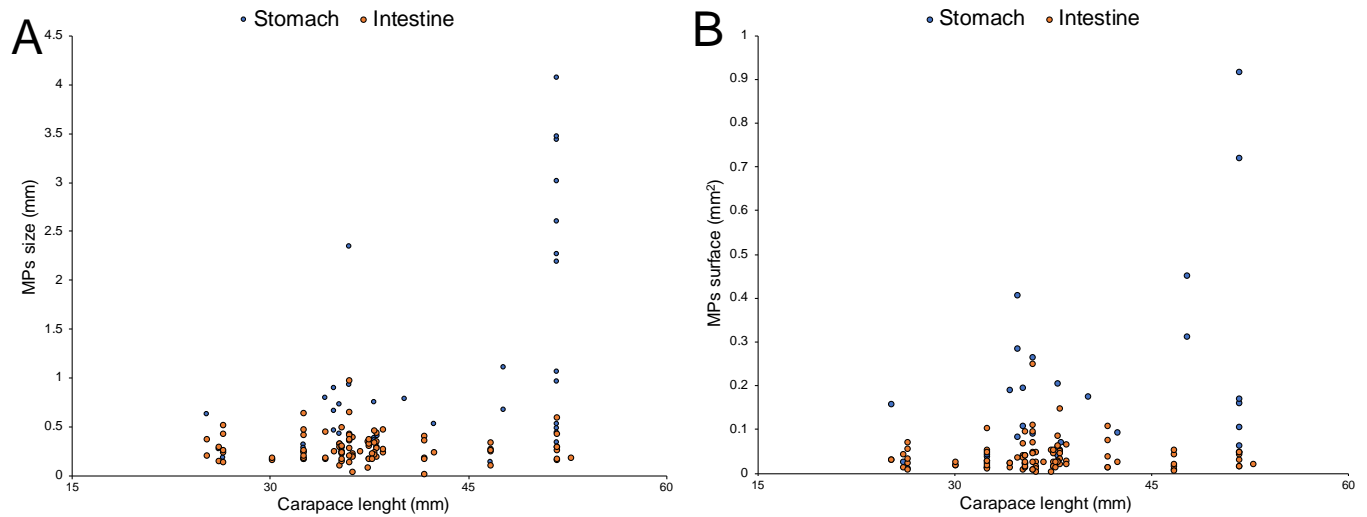 A
Stomach Intestine
4.5
4
3.5
3
2.5
2
1.5
1
0.5
0
MPs size (mm)
15 30 45 60
Carapace lenght (mm)
B
Stomach Intestine
1
0.9
0.8
0.7
0.6
0.5
0.4
0.3
0.2
0.1
0
MPs surface (mm²)
15 30 45 60
Carapace lenght (mm)